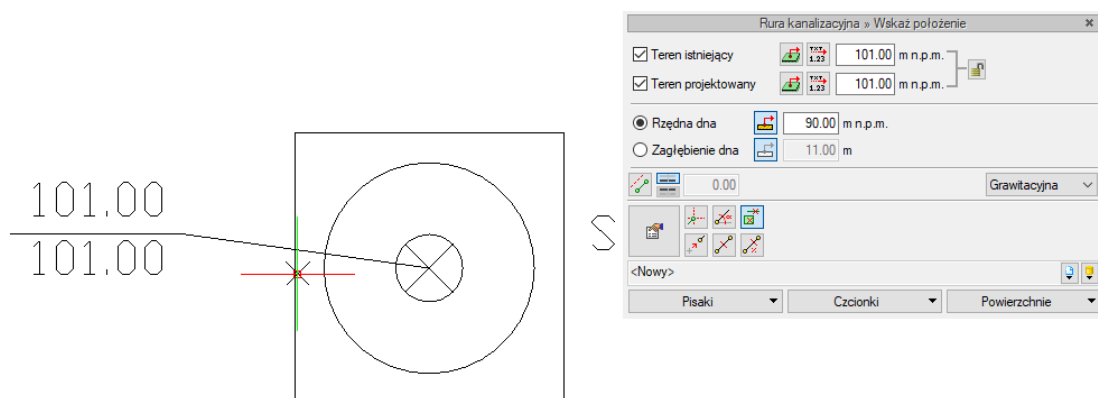 101.00
101.00
S
Rura kanalizacyjna » Wskaż położenie
Teren istniejący TXT 1.23 101.00 m n.p.m.
Teren projektowany TXT 1.23 101.00 m n.p.m.
Rzędna dna 90.00 m n.p.m.
Zagłębienie dna 11.00 m
0.00 Grawitacyjna
<Nowy>
Pisaki Czcionki Powierzchnie